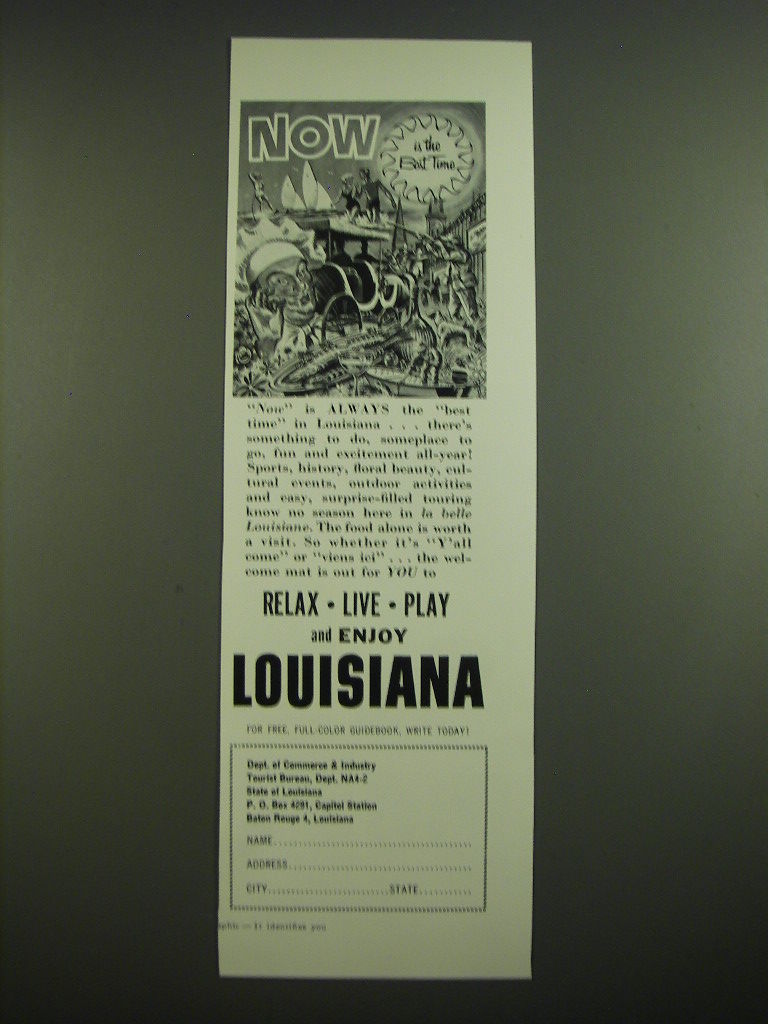 NOW
is the
Best Time
"Now" is ALWAYS the "best
time" in Louisiana . . . there's
something to do, someplace to
go, fun and excitement all-year!
Sports, history, floral beauty, cul-
tural events, outdoor activities
and easy, surprise-filled touring
know no season here in la belle
Louisiane. The food alone is worth
a visit. So whether it's "Y'all
come" or "viens ici" . . . the wel-
come mat is out for YOU to
RELAX • LIVE • PLAY
and ENJOY
LOUISIANA
FOR FREE, FULL-COLOR GUIDEBOOK, WRITE TODAY!
Dept. of Commerce & Industry
Tourist Bureau, Dept. NA4-2
State of Louisiana
P. O. Box 4291, Capitol Station
Baton Rouge 4, Louisiana
NAME
ADDRESS
CITY STATE
aphic — It identifies you